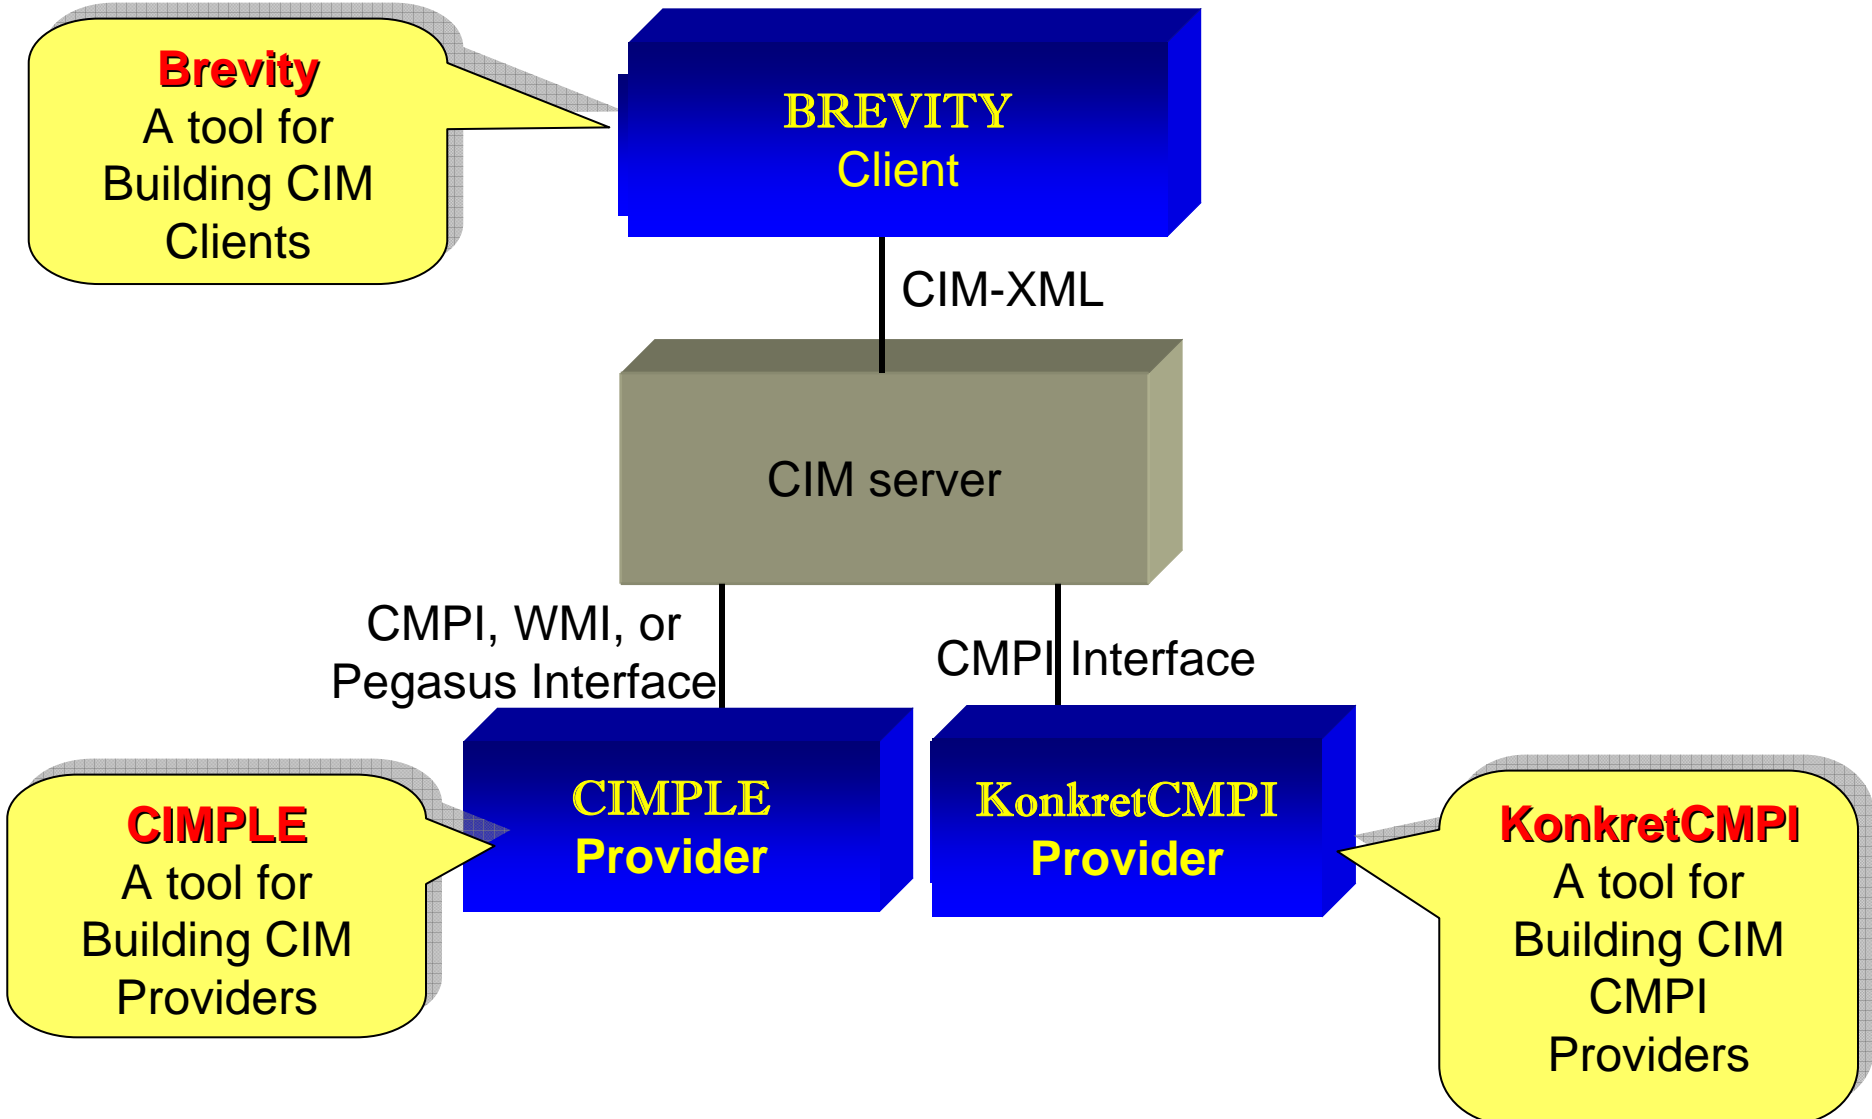 Brevity
A tool for
Building CIM
Clients
BREVITY
Client
CIM-XML
CIM server
CMPI, WMI, or
Pegasus Interface
CMPI Interface
CIMPLE
A tool for
Building CIM
Providers
CIMPLE
Provider
KonkretCMPI
Provider
KonkretCMPI
A tool for
Building CIM
CMPI
Providers